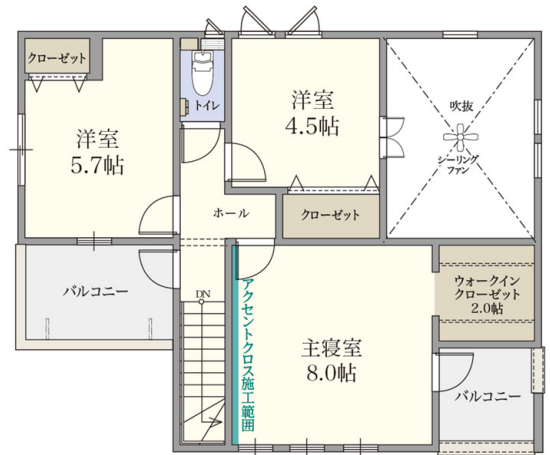 クローゼット
トイレ
洋室
5.7帖
洋室
4.5帖
吹抜
シーリング
ファン
ホール
クローゼット
バルコニー
DN
アクセントクロス施工範囲
主寝室
8.0帖
ウォークイン
クローゼット
2.0帖
バルコニー